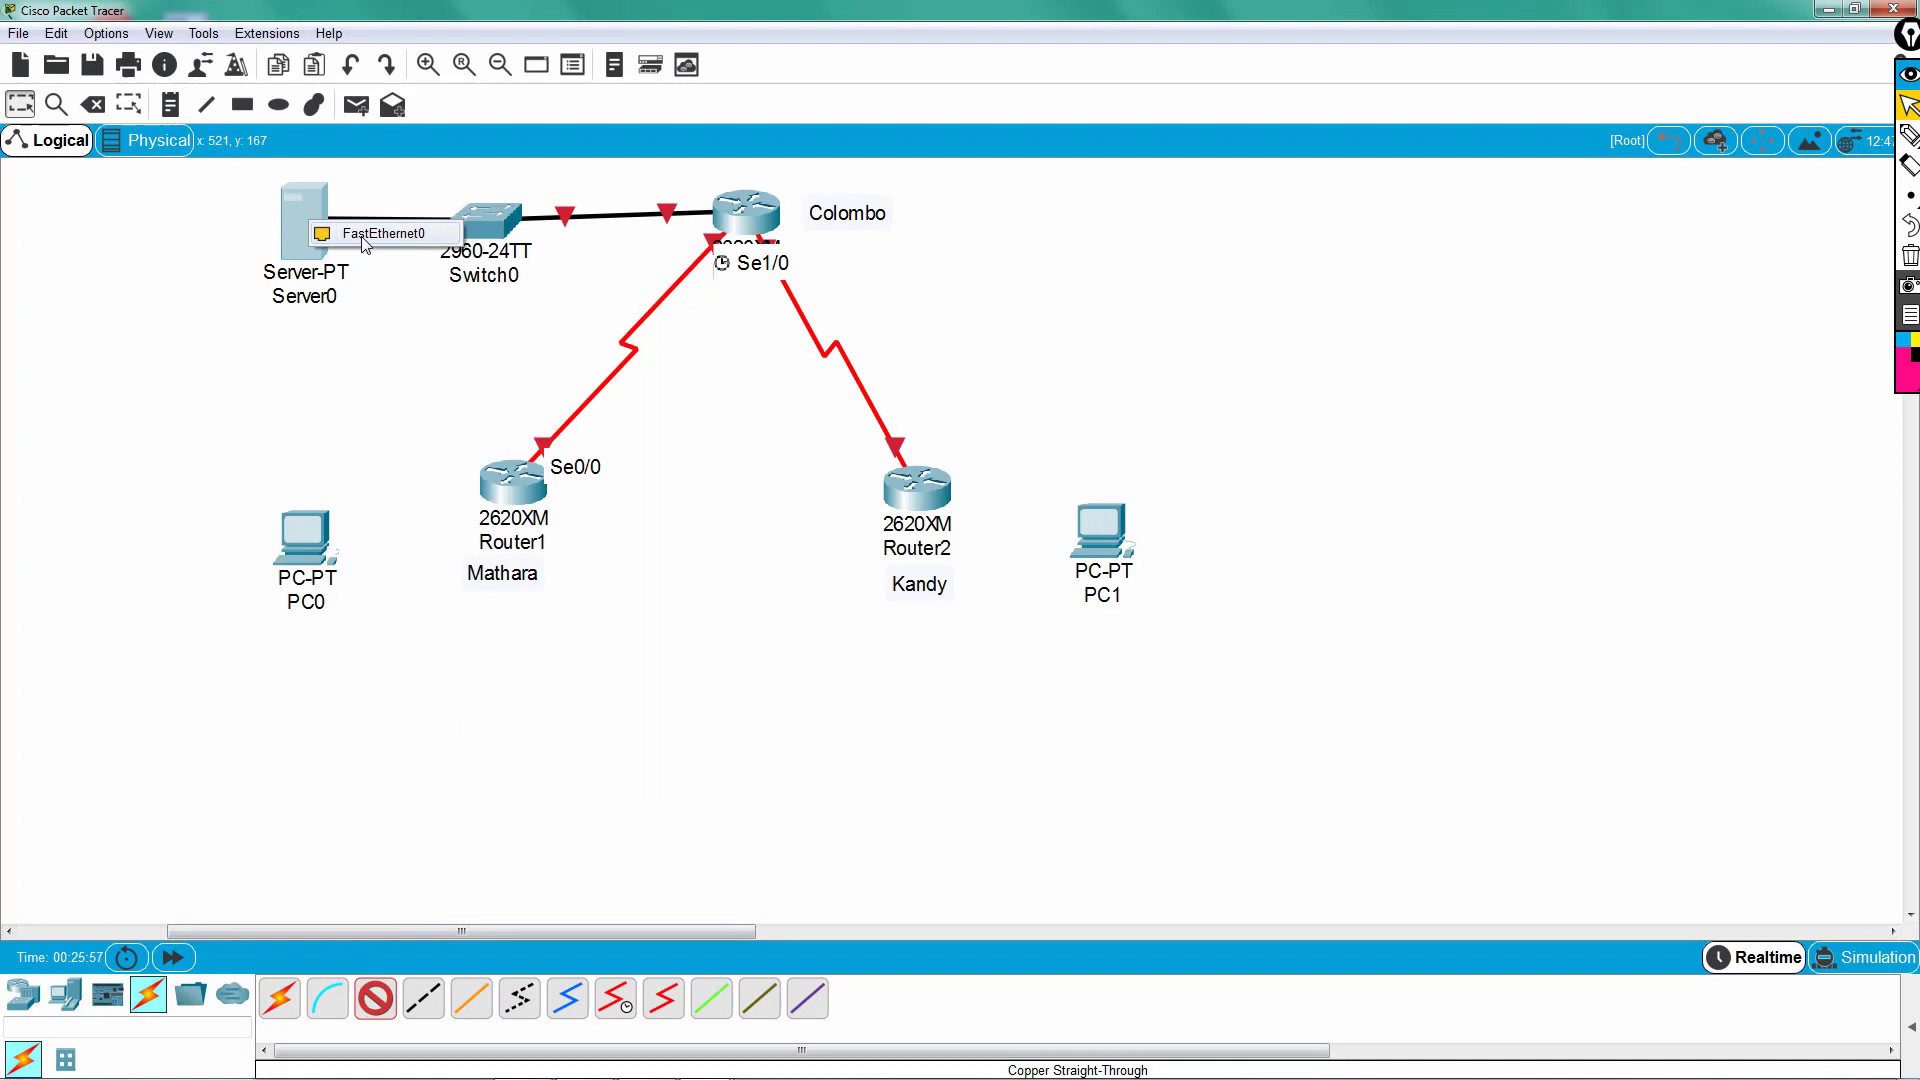 Cisco Packet Tracer
File Edit Options View Tools Extensions Help
Logical Physical x: 521, y: 167 [Root]
Colombo
FastEthernet0
2960-24TT
Switch0
Se1/0
Server-PT
Server0
Se0/0
2620XM
Router1
Mathara
2620XM
Router2
Kandy
PC-PT
PC0
PC-PT
PC1
Time: 00:25:57 Realtime Simulation
Copper Straight-Through